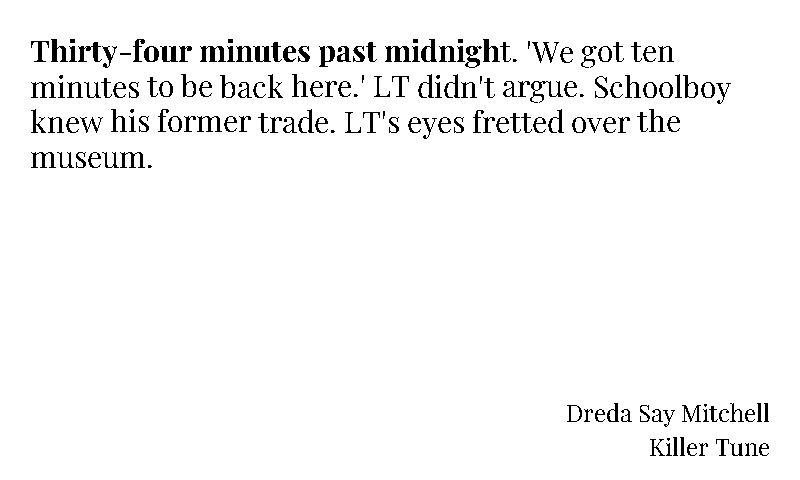 Thirty-four minutes past midnight. 'We got ten
minutes to be back here.' LT didn't argue. Schoolboy
knew his former trade. LT's eyes fretted over the
museum.
Dreda Say Mitchell
Killer Tune